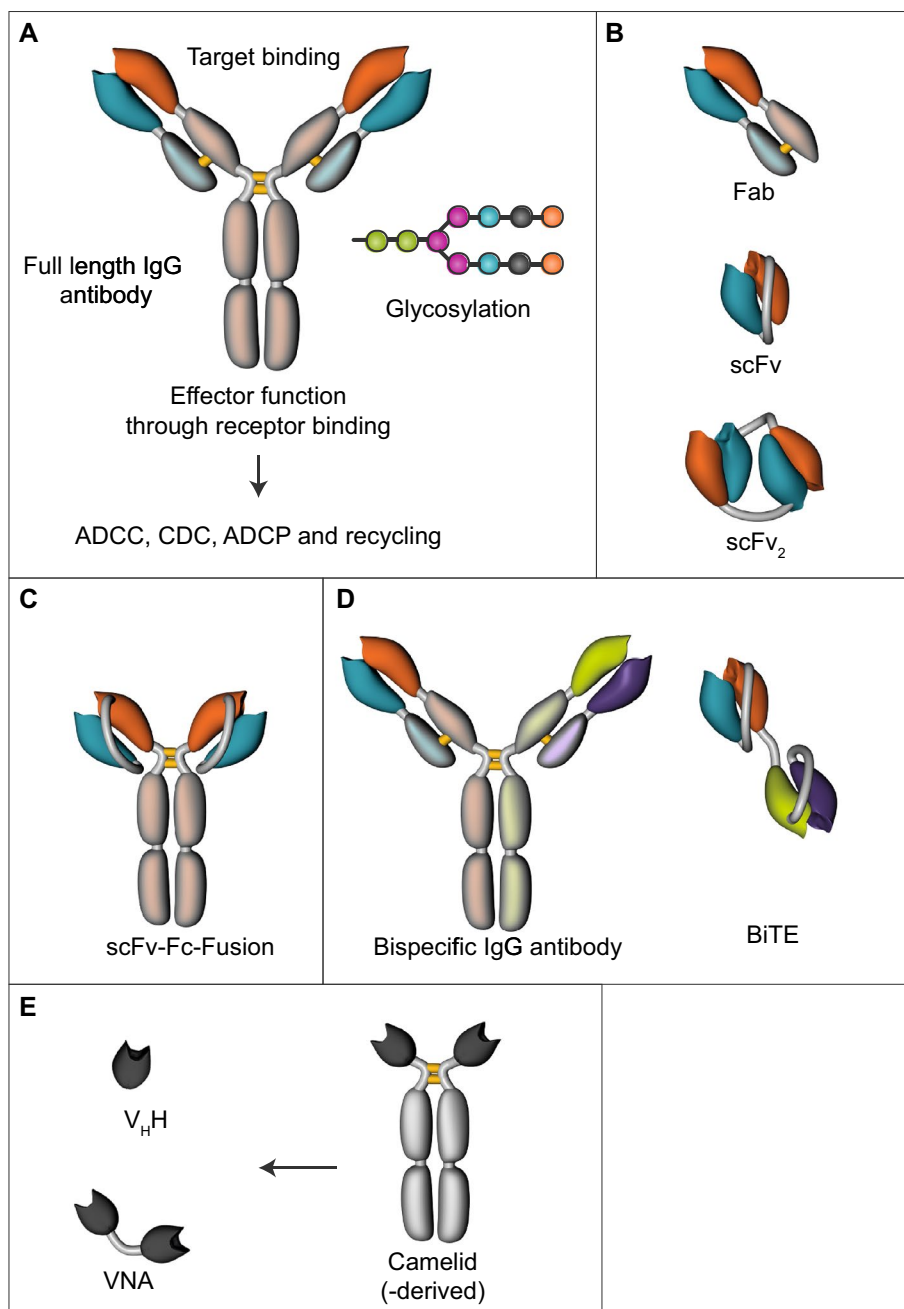 A
Target binding
Full length IgG
antibody
Glycosylation
Effector function
through receptor binding
ADCC, CDC, ADCP and recycling
B
Fab
scFv
scFv₂
C
scFv-Fc-Fusion
D
Bispecific IgG antibody
BiTE
E
VHH
VNA
Camelid
(-derived)